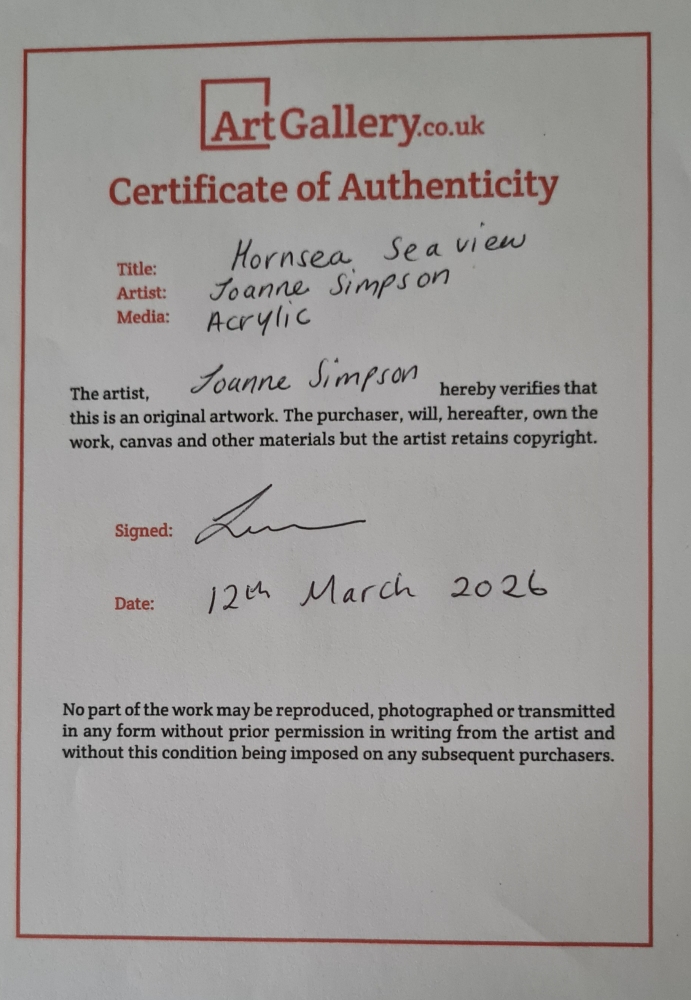 ArtGallery.co.uk
Certificate of Authenticity
Title: Hornsea Sea view
Artist: Joanne Simpson
Media: Acrylic
The artist, Joanne Simpson hereby verifies that
this is an original artwork. The purchaser, will, hereafter, own the
work, canvas and other materials but the artist retains copyright.
Signed:
Date: 12th March 2026
No part of the work may be reproduced, photographed or transmitted
in any form without prior permission in writing from the artist and
without this condition being imposed on any subsequent purchasers.